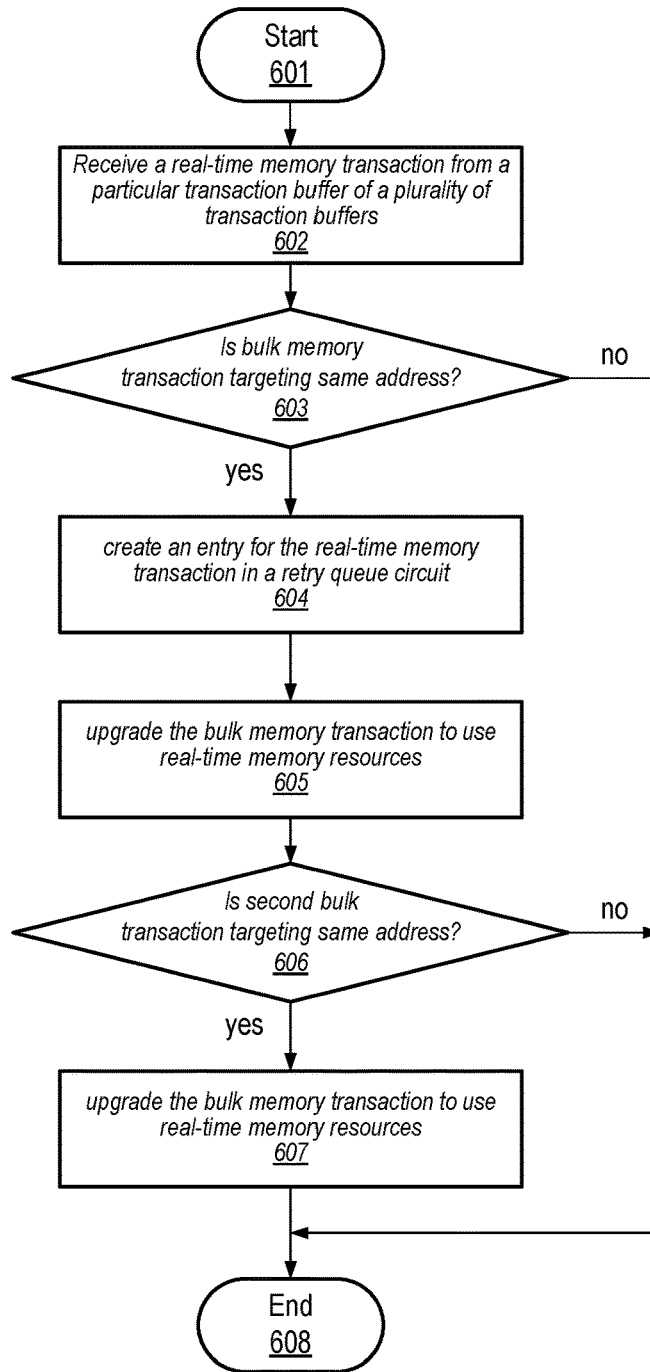 Start
601
Receive a real-time memory transaction from a
particular transaction buffer of a plurality of
transaction buffers
602
Is bulk memory
transaction targeting same address?
603
no
yes
create an entry for the real-time memory
transaction in a retry queue circuit
604
upgrade the bulk memory transaction to use
real-time memory resources
605
Is second bulk
transaction targeting same address?
606
no
yes
upgrade the bulk memory transaction to use
real-time memory resources
607
End
608